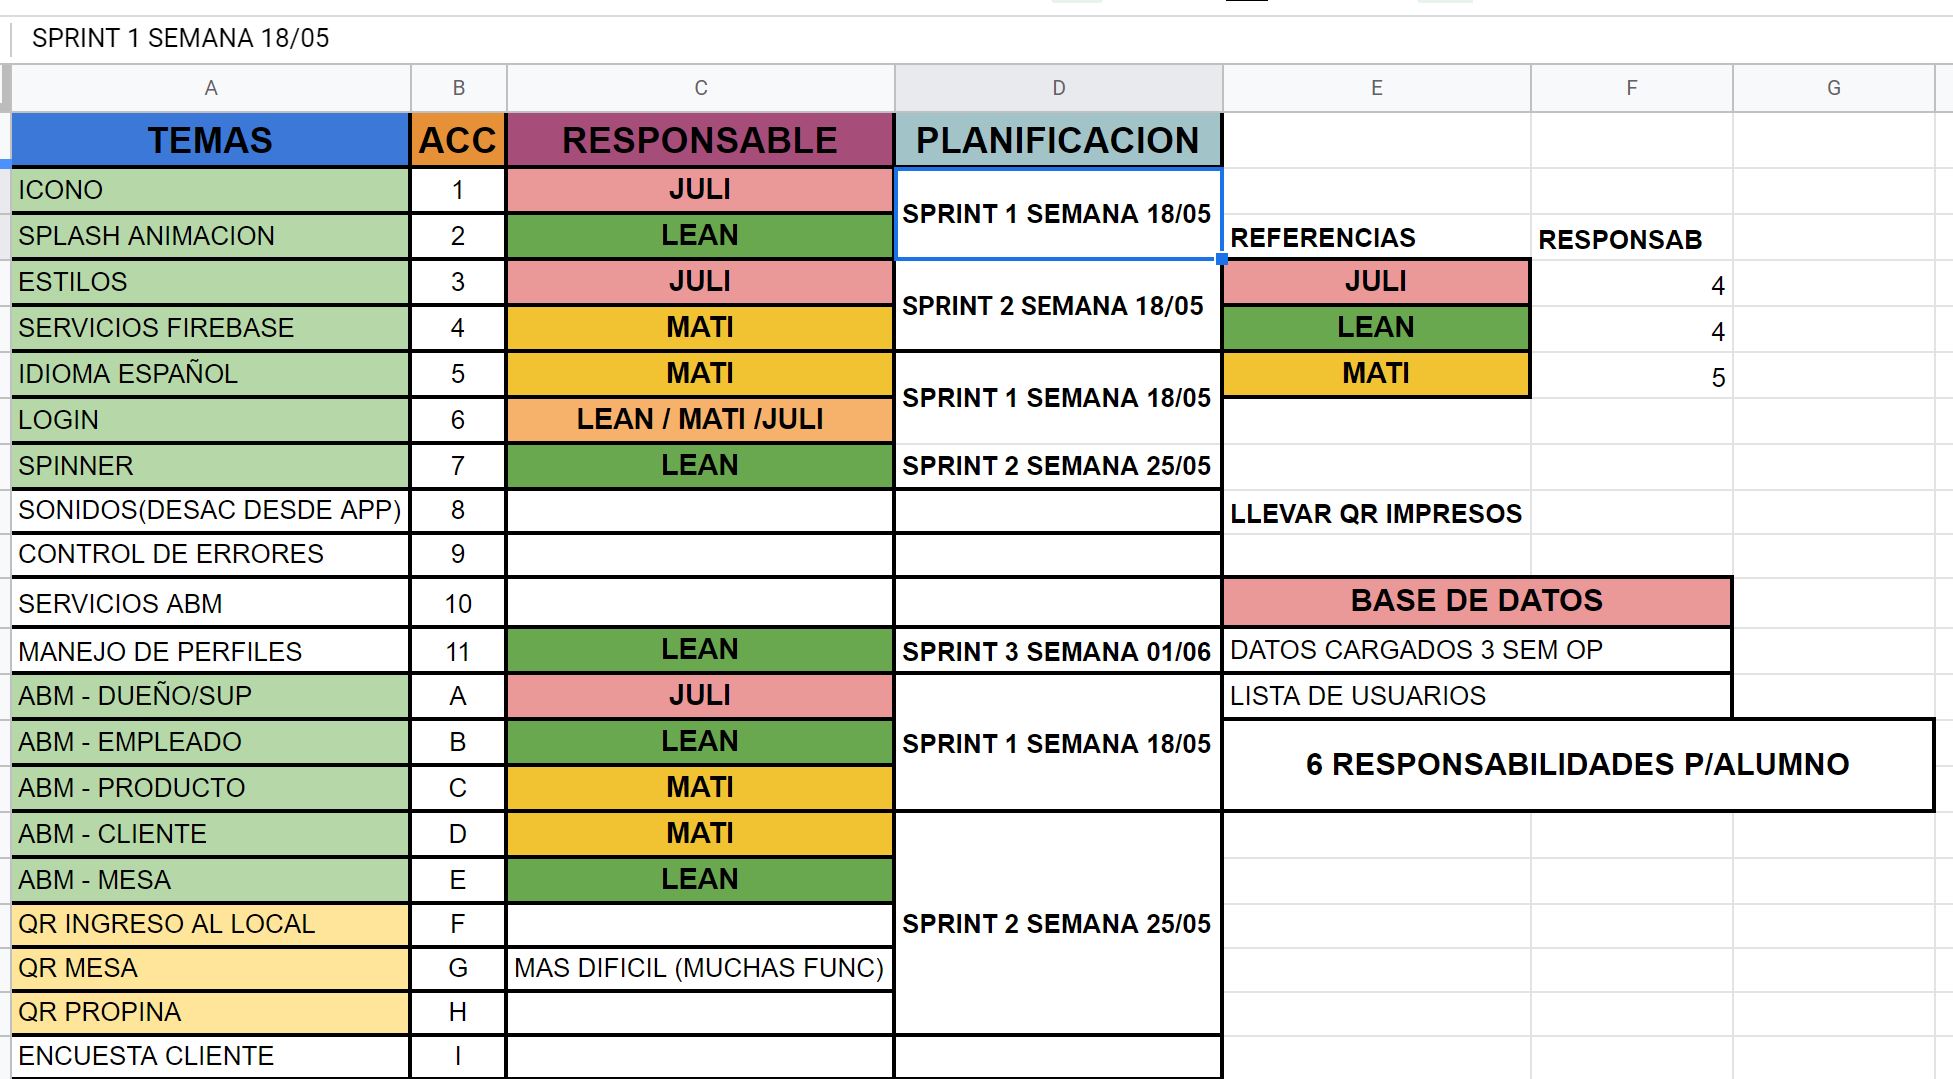 SPRINT 1 SEMANA 18/05
A B C D E F G
TEMAS ACC RESPONSABLE PLANIFICACION
ICONO 1 JULI
SPRINT 1 SEMANA 18/05
SPLASH ANIMACION 2 LEAN REFERENCIAS RESPONSAB
ESTILOS 3 JULI JULI 4
SPRINT 2 SEMANA 18/05
SERVICIOS FIREBASE 4 MATI LEAN 4
IDIOMA ESPAÑOL 5 MATI MATI 5
SPRINT 1 SEMANA 18/05
LOGIN 6 LEAN / MATI /JULI
SPINNER 7 LEAN SPRINT 2 SEMANA 25/05
SONIDOS(DESAC DESDE APP) 8 LLEVAR QR IMPRESOS
CONTROL DE ERRORES 9
SERVICIOS ABM 10 BASE DE DATOS
MANEJO DE PERFILES 11 LEAN SPRINT 3 SEMANA 01/06 DATOS CARGADOS 3 SEM OP
ABM - DUEÑO/SUP A JULI LISTA DE USUARIOS
ABM - EMPLEADO B LEAN SPRINT 1 SEMANA 18/05
6 RESPONSABILIDADES P/ALUMNO
ABM - PRODUCTO C MATI
ABM - CLIENTE D MATI
ABM - MESA E LEAN
QR INGRESO AL LOCAL F SPRINT 2 SEMANA 25/05
QR MESA G MAS DIFICIL (MUCHAS FUNC)
QR PROPINA H
ENCUESTA CLIENTE I